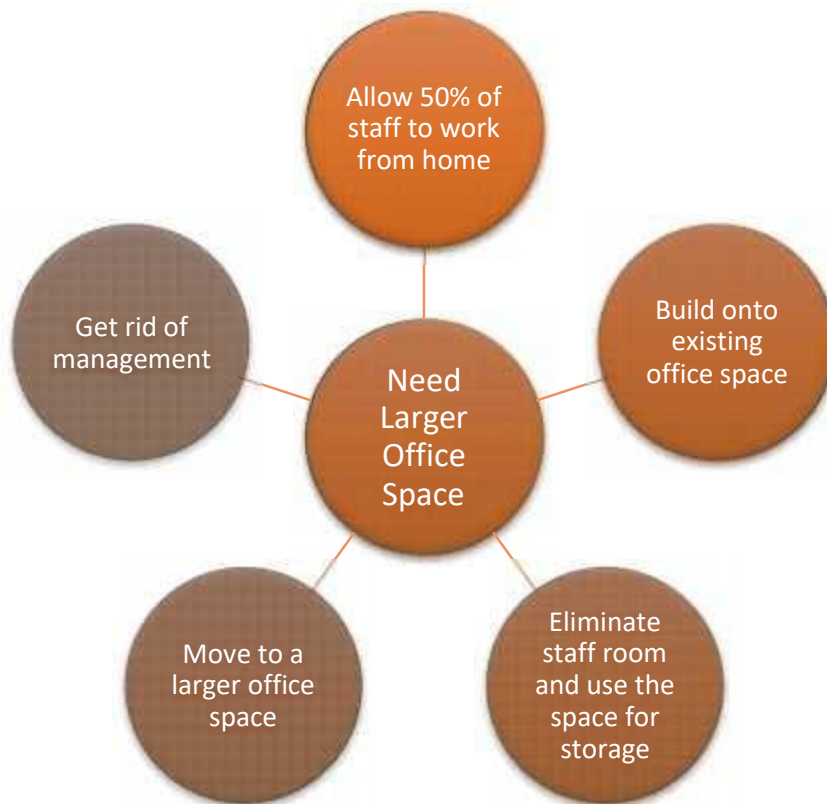 Allow 50% of
staff to work
from home
Build onto
existing
office space
Eliminate
staff room
and use the
space for
storage
Move to a
larger office
space
Get rid of
management
Need
Larger
Office
Space